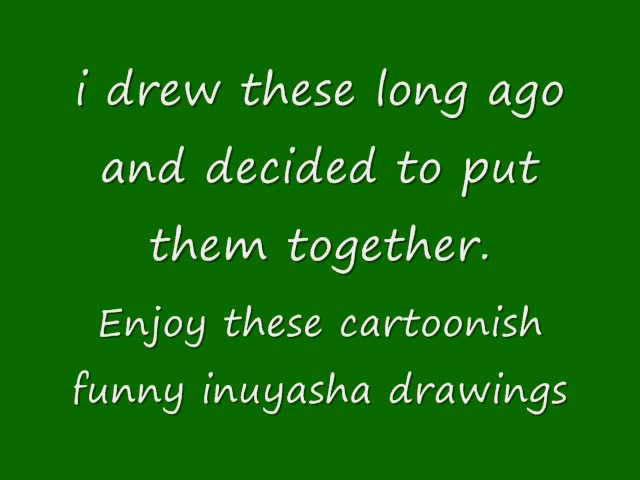 i drew these long ago
and decided to put
them together.
Enjoy these cartoonish
funny inuyasha drawings